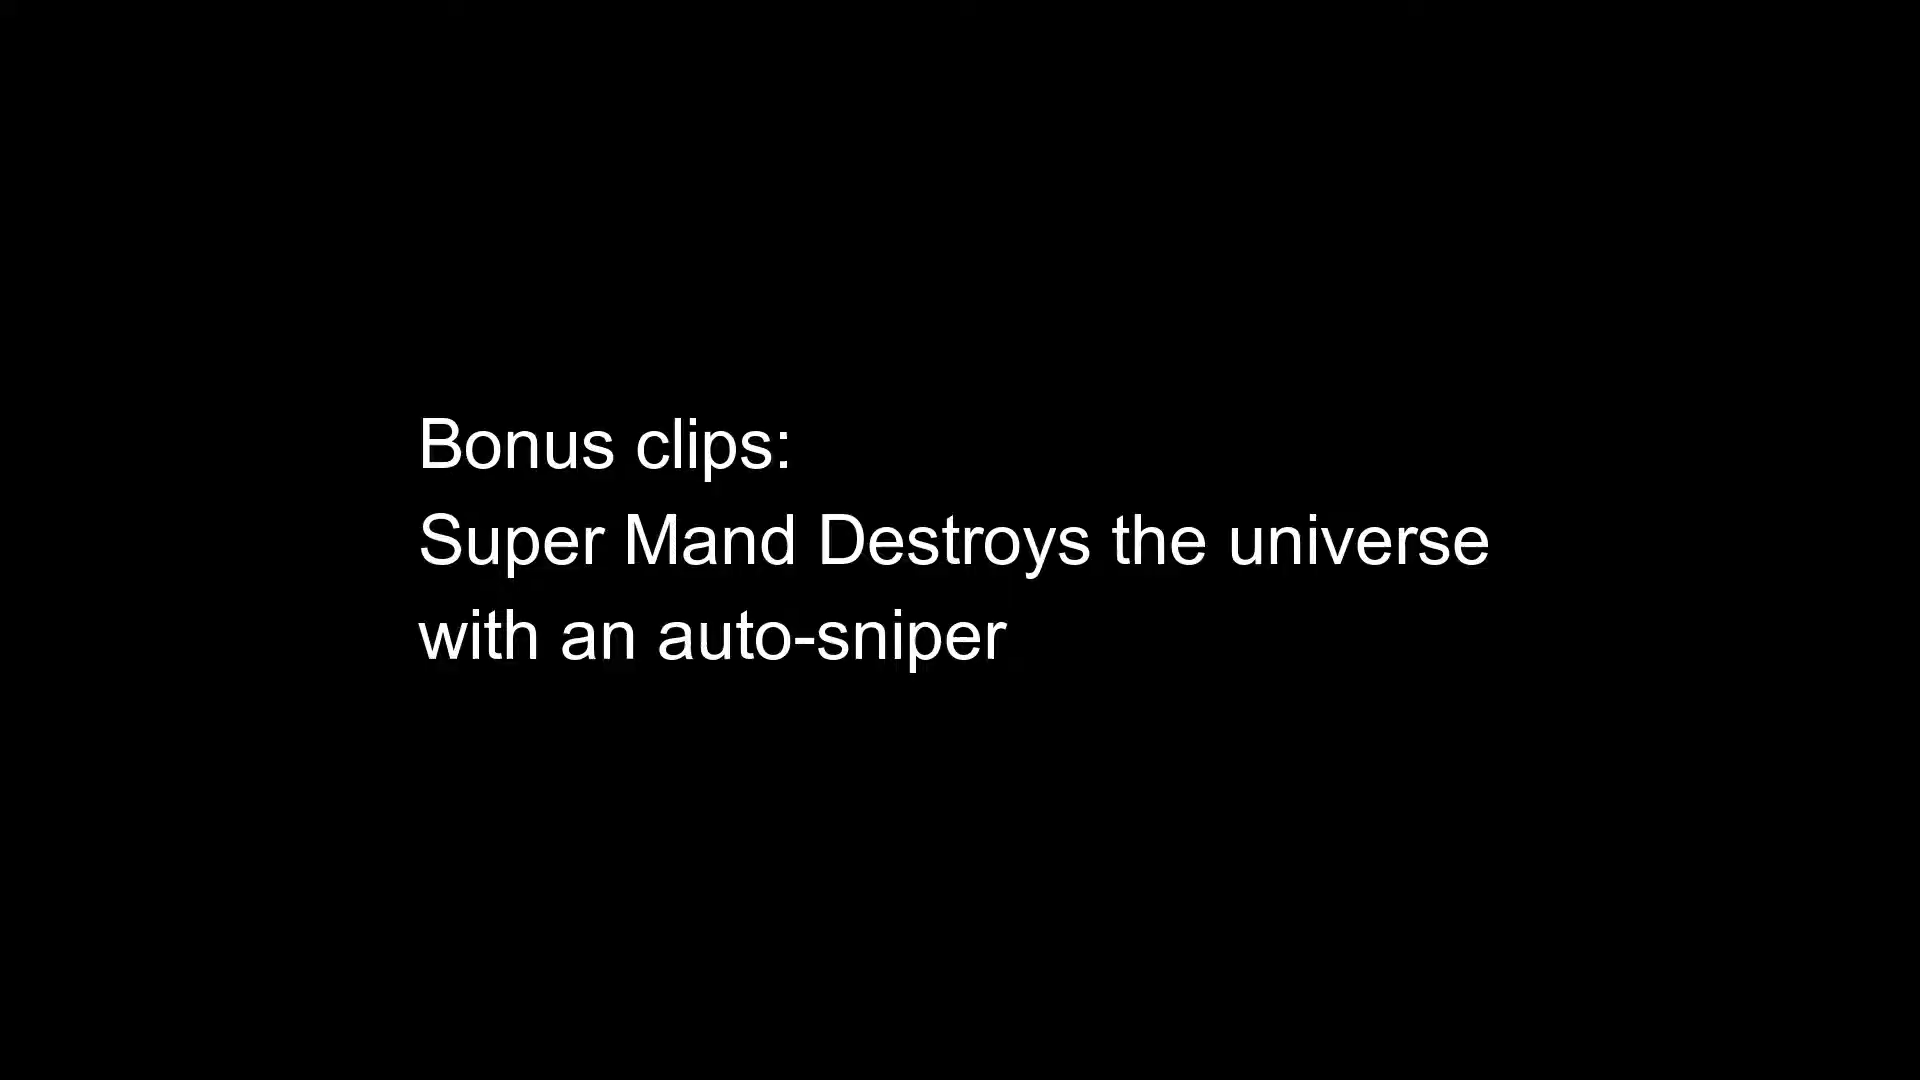 Bonus clips:
Super Mand Destroys the universe
with an auto-sniper